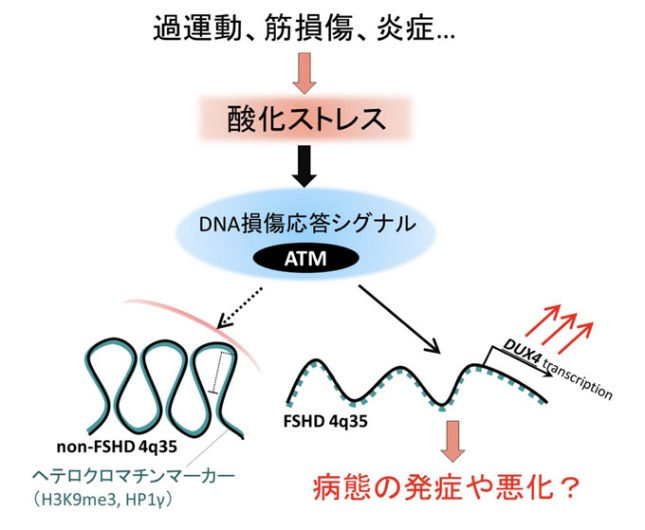 過運動、筋損傷、炎症...
酸化ストレス
DNA損傷応答シグナル
ATM
DUX4 transcription
non-FSHD 4q35
FSHD 4q35
ヘテロクロマチンマーカー
（H3K9me3, HP1γ）
病態の発症や悪化？